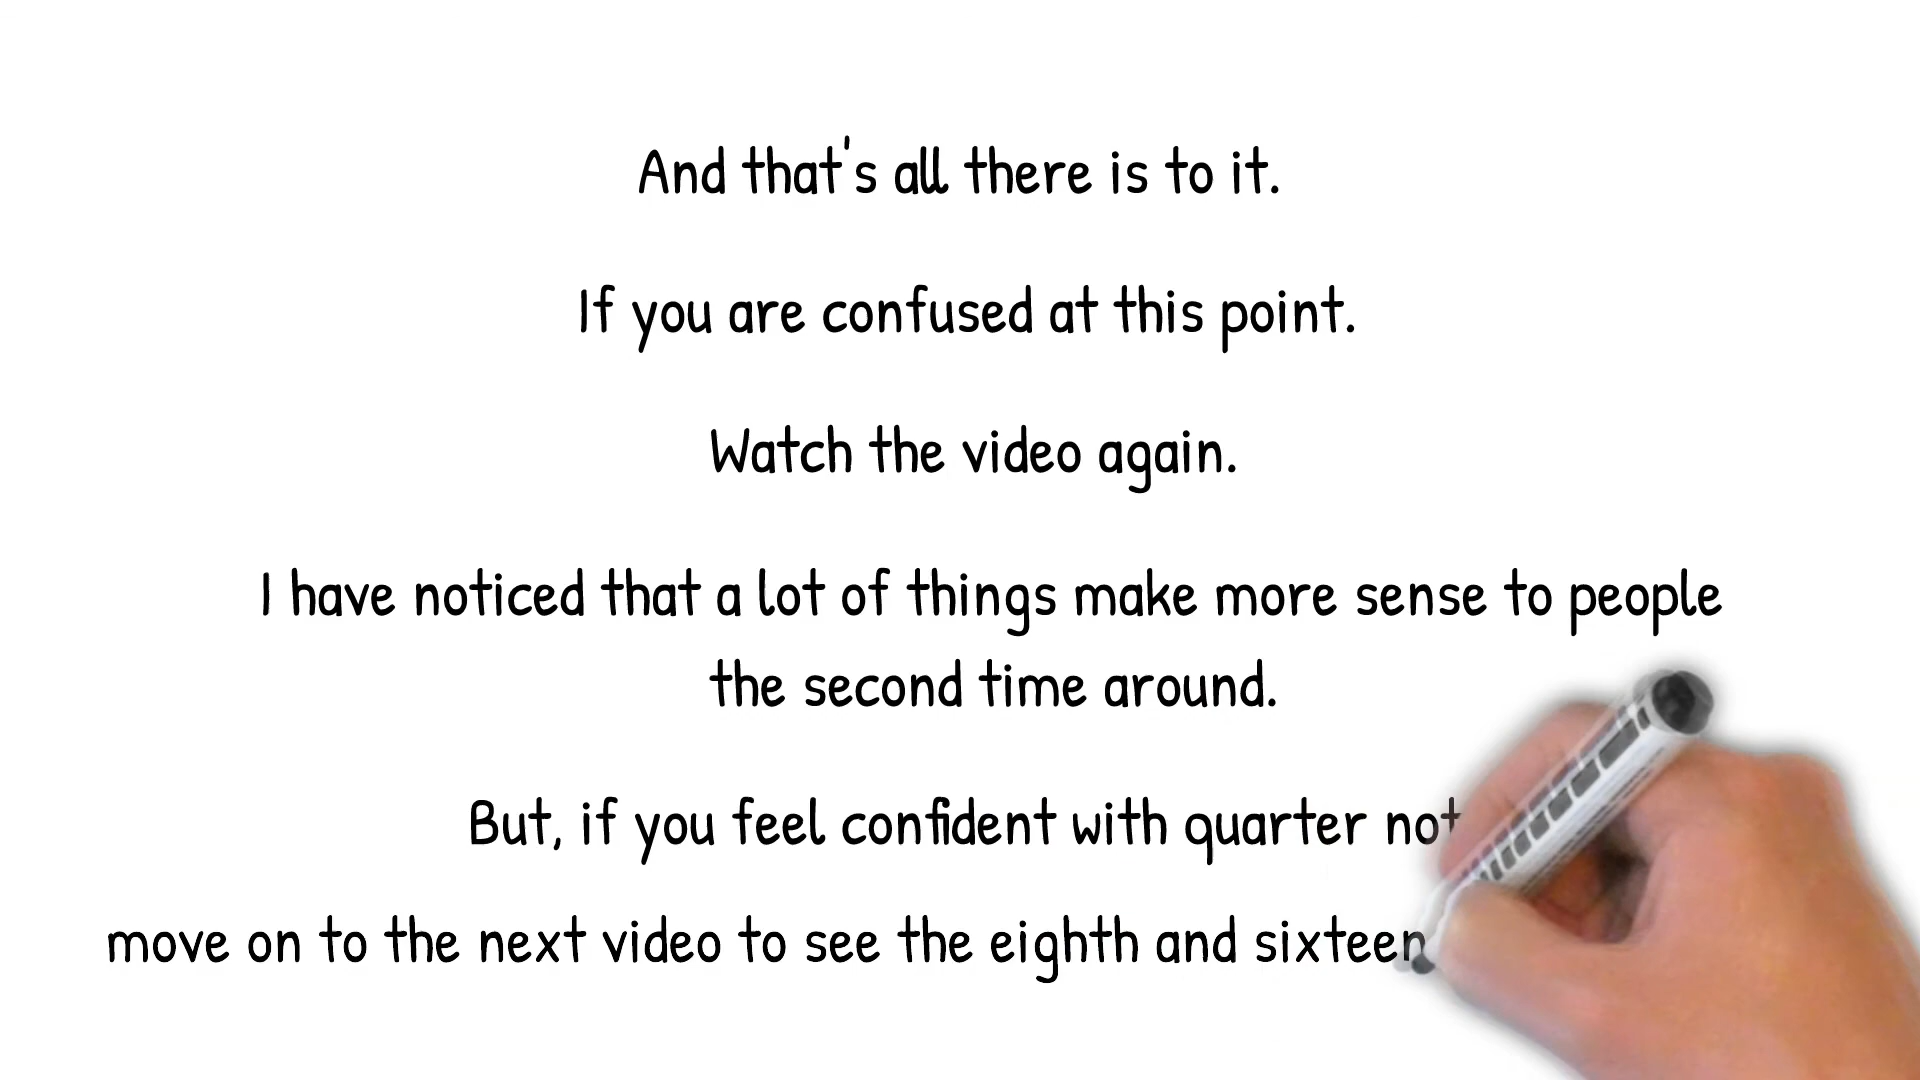 And that's all there is to it.
If you are confused at this point.
Watch the video again.
I have noticed that a lot of things make more sense to people
the second time around.
But, if you feel confident with quarter not
move on to the next video to see the eighth and sixteen